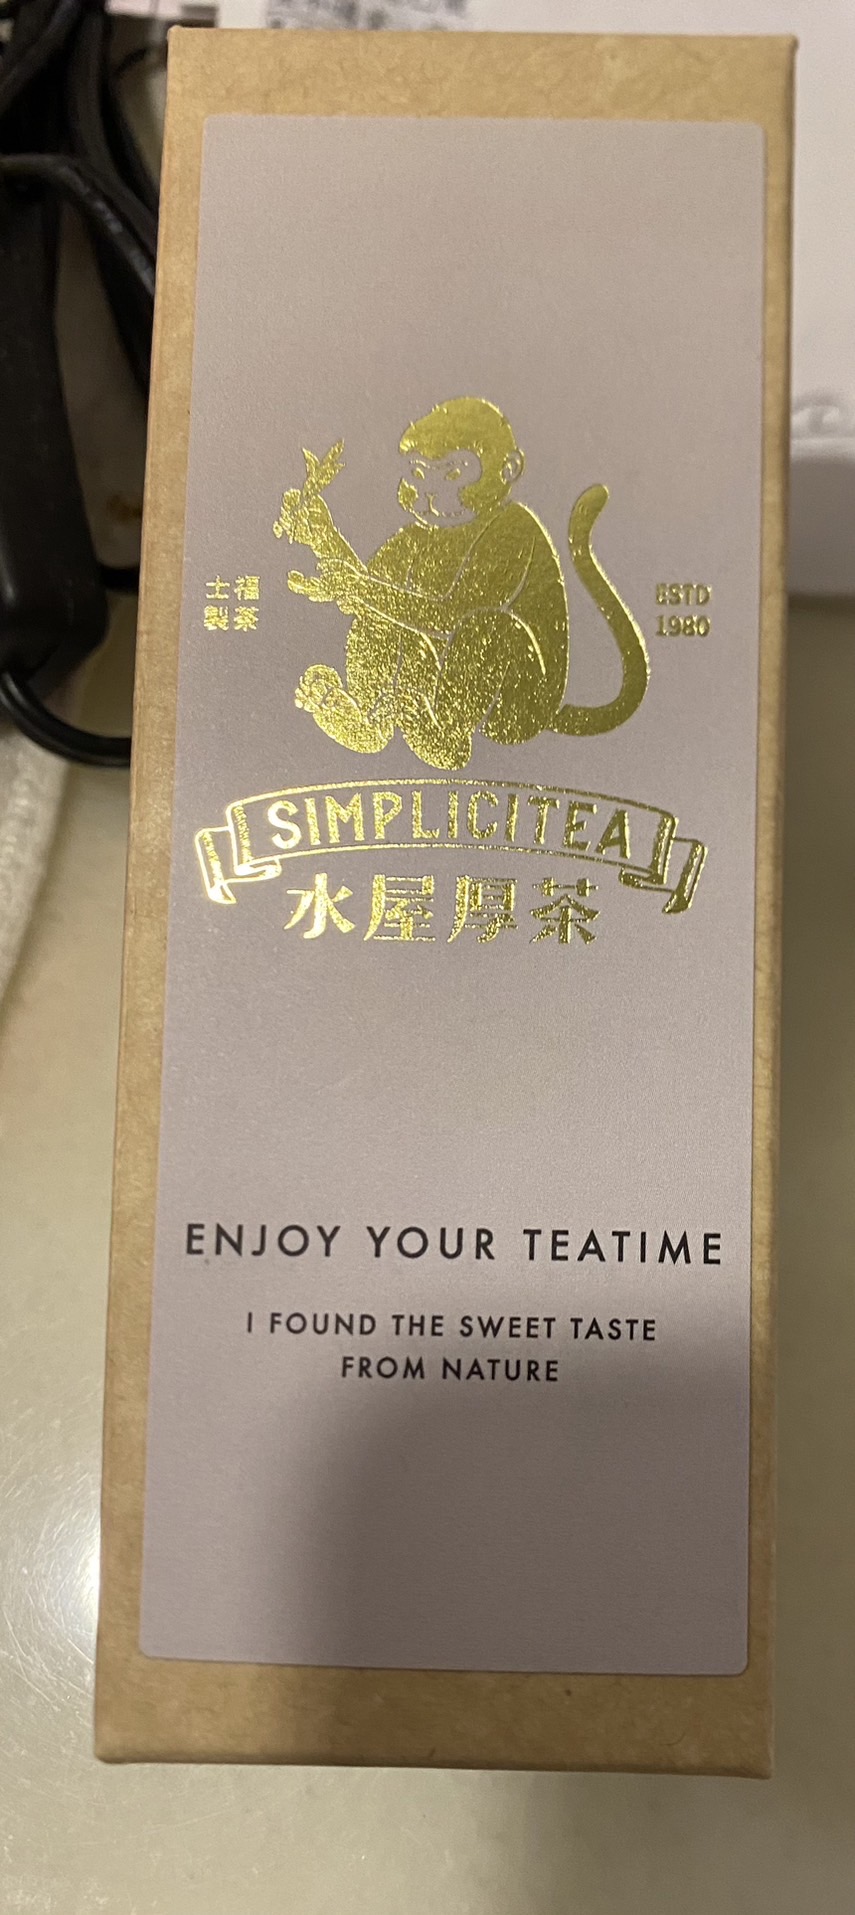 士福
製茶
ESTD
1980
SIMPLICITEA
水屋厚茶
ENJOY YOUR TEATIME
I FOUND THE SWEET TASTE
FROM NATURE